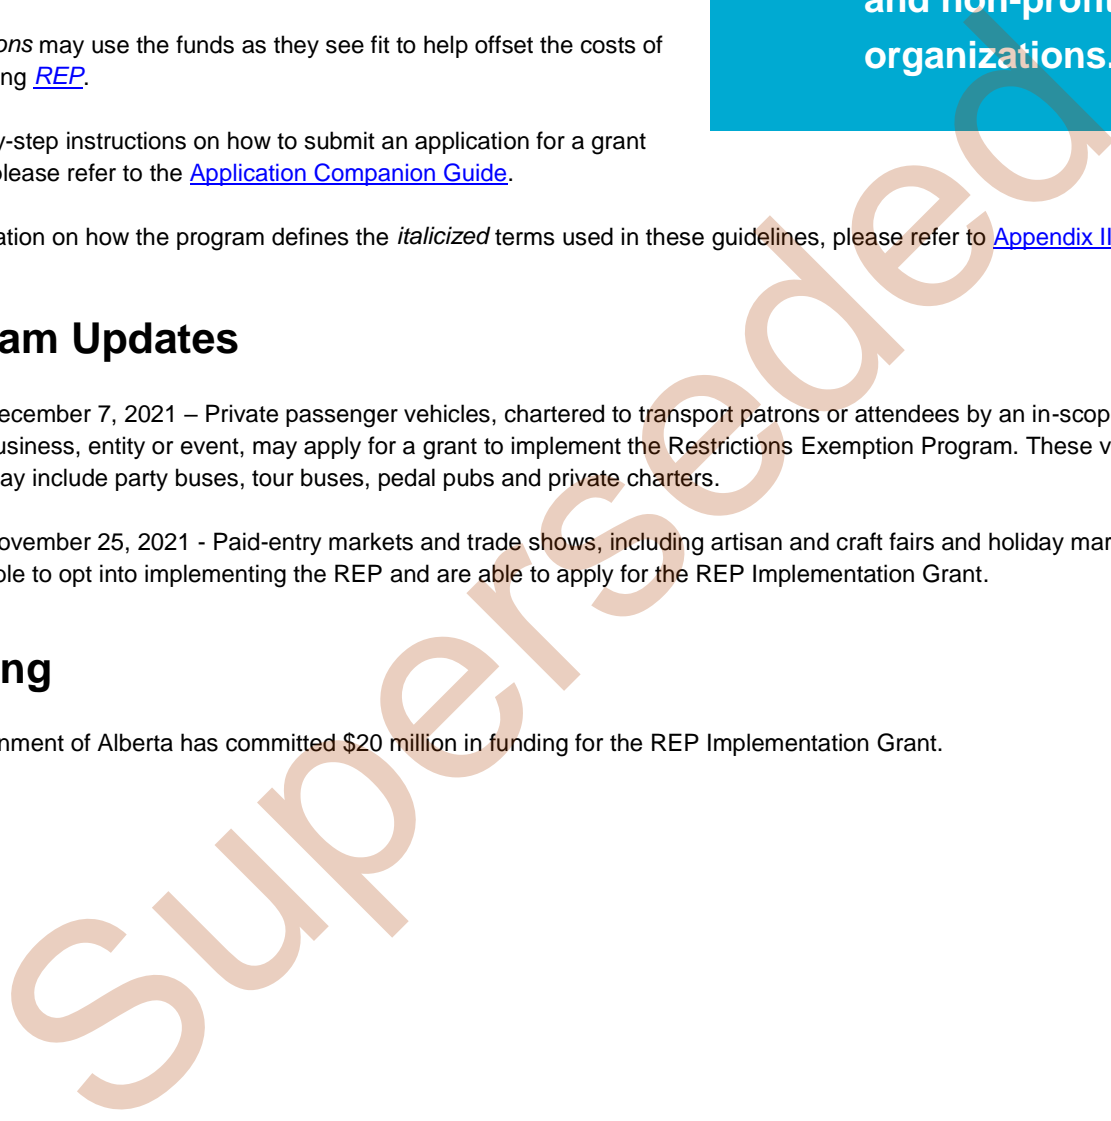 and non-profit
organizations.
ons may use the funds as they see fit to help offset the costs of
ng REP.
y-step instructions on how to submit an application for a grant
please refer to the Application Companion Guide.
ation on how the program defines the italicized terms used in these guidelines, please refer to Appendix II
am Updates
ecember 7, 2021 – Private passenger vehicles, chartered to transport patrons or attendees by an in-scop
usiness, entity or event, may apply for a grant to implement the Restrictions Exemption Program. These v
ay include party buses, tour buses, pedal pubs and private charters.
ovember 25, 2021 - Paid-entry markets and trade shows, including artisan and craft fairs and holiday mar
ble to opt into implementing the REP and are able to apply for the REP Implementation Grant.
ng
nment of Alberta has committed $20 million in funding for the REP Implementation Grant.
Superseded